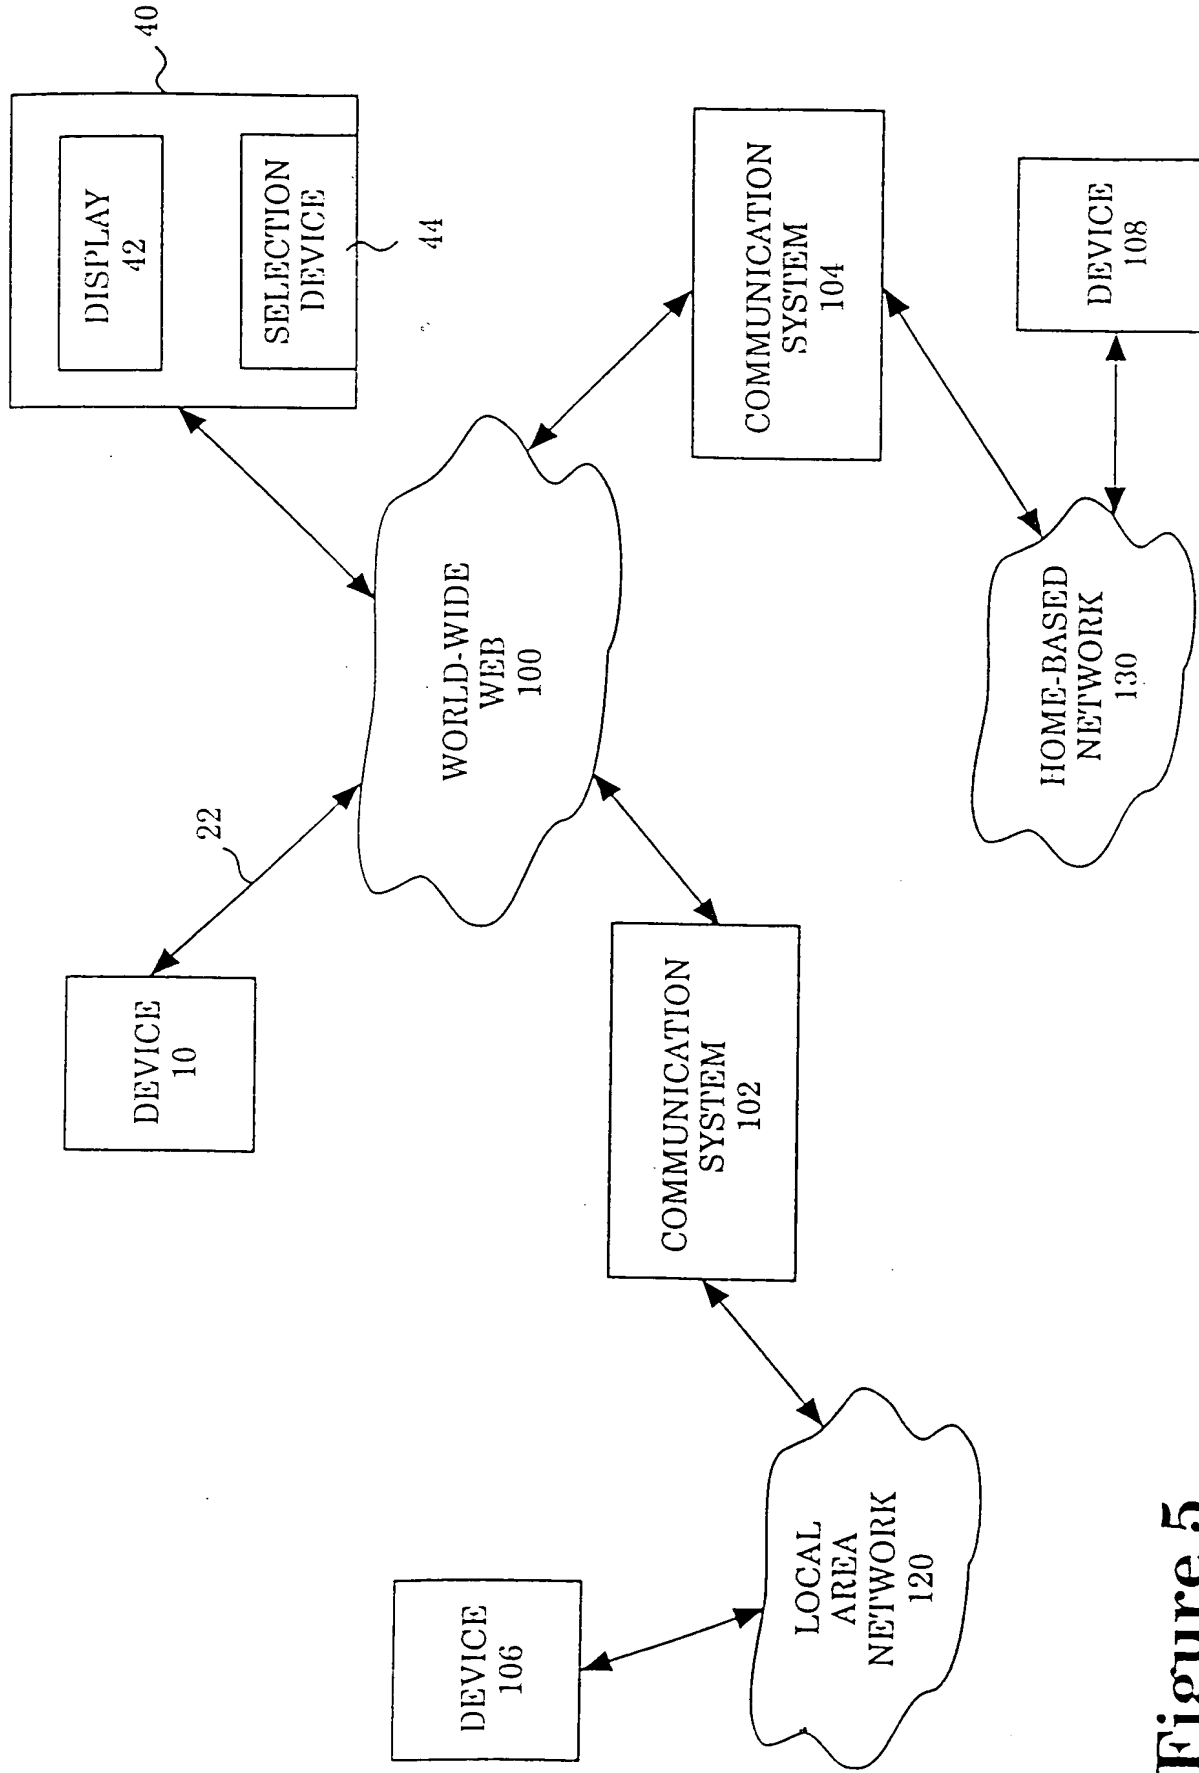 DEVICE
10
22
DISPLAY
42
SELECTION
DEVICE
44
40
WORLD-WIDE
WEB
100
DEVICE
106
COMMUNICATION
SYSTEM
102
COMMUNICATION
SYSTEM
104
LOCAL
AREA
NETWORK
120
HOME-BASED
NETWORK
130
DEVICE
108
Figure 5